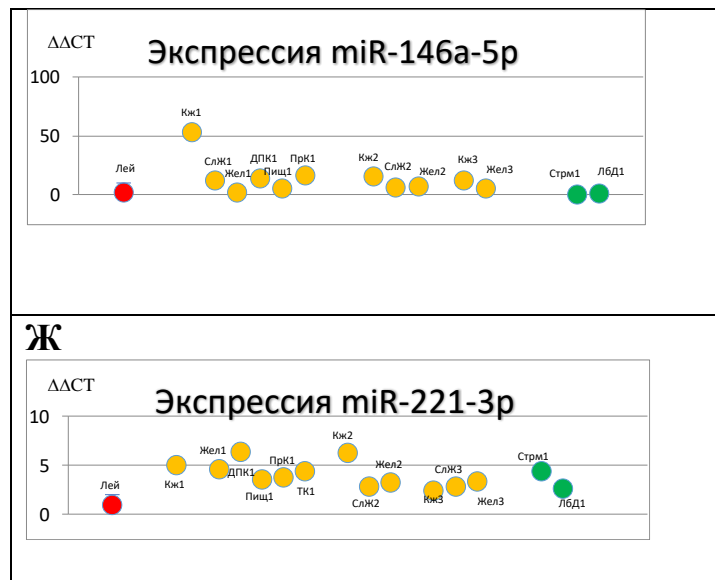 ΔΔCT
Экспрессия miR-146a-5p
100
50
0
Лей
Кж1
СлЖ1
Жел1
ДПК1
Пищ1
ПрК1
Кж2
СлЖ2
Жел2
Кж3
Жел3
Стрм1
ЛбД1
Ж
ΔΔCT
Экспрессия miR-221-3p
10
5
0
Лей
Кж1
Жел1
ДПК1
Пищ1
ПрК1
ТК1
Кж2
СлЖ2
Жел2
Кж3
СлЖ3
Жел3
Стрм1
ЛбД1